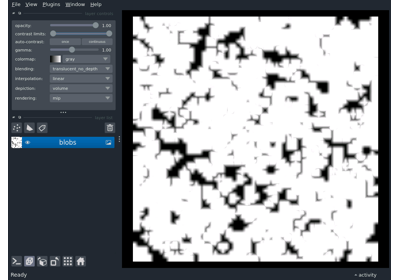 File View Plugins Window Help
opacity: 1.00
contrast limits:
auto-contrast: once continuous
gamma: 1.00
colormap: gray
blending: translucent_no_depth
interpolation: linear
depiction: volume
rendering: mip
blobs
Ready
activity